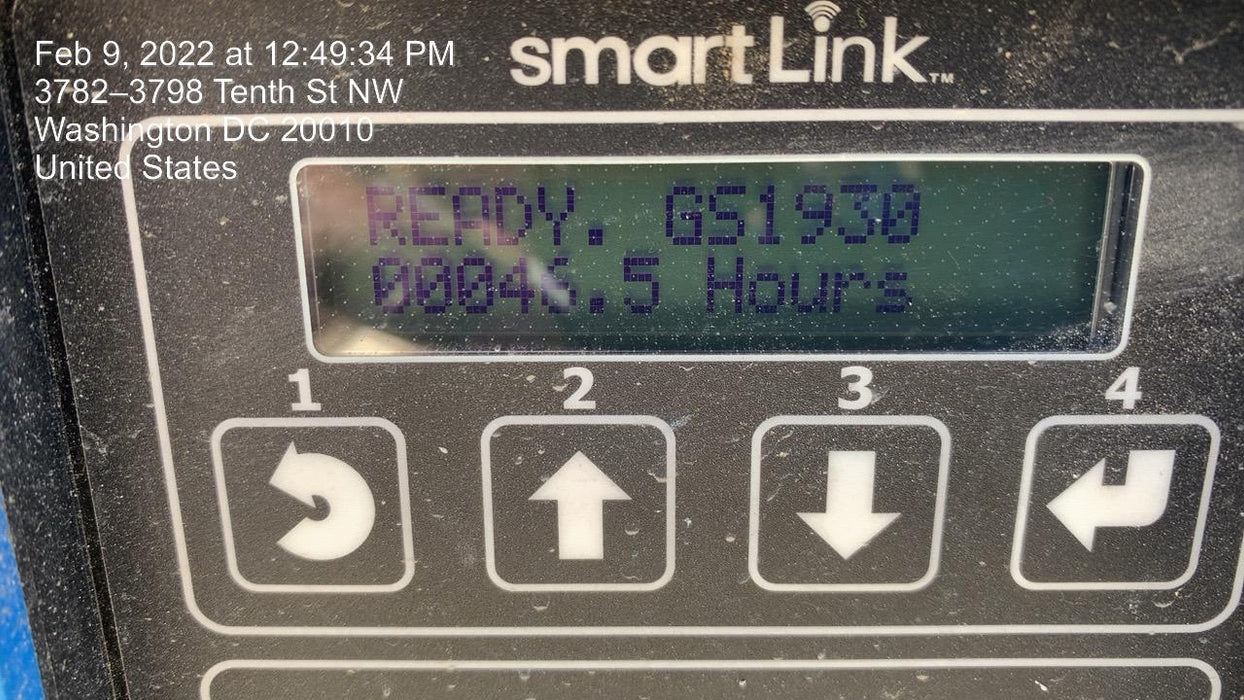 Feb 9, 2022 at 12:49:34 PM
3782–3798 Tenth St NW
Washington DC 20010
United States
smartLink™
READY. GS1930
00046.5 Hours
1 2 3 4